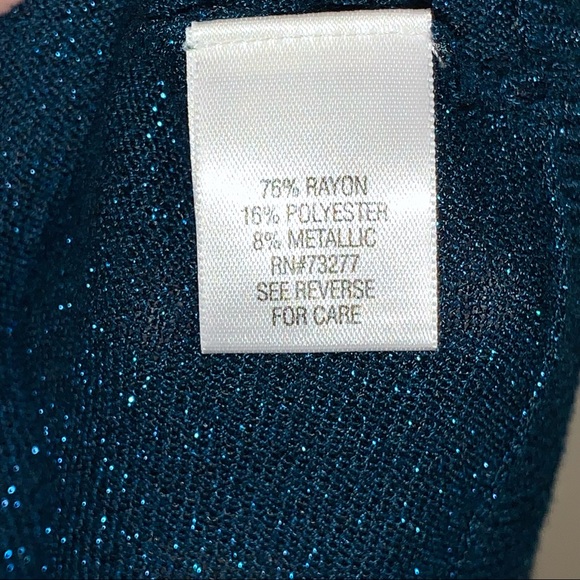 76% RAYON
16% POLYESTER
8% METALLIC
RN#73277
SEE REVERSE
FOR CARE